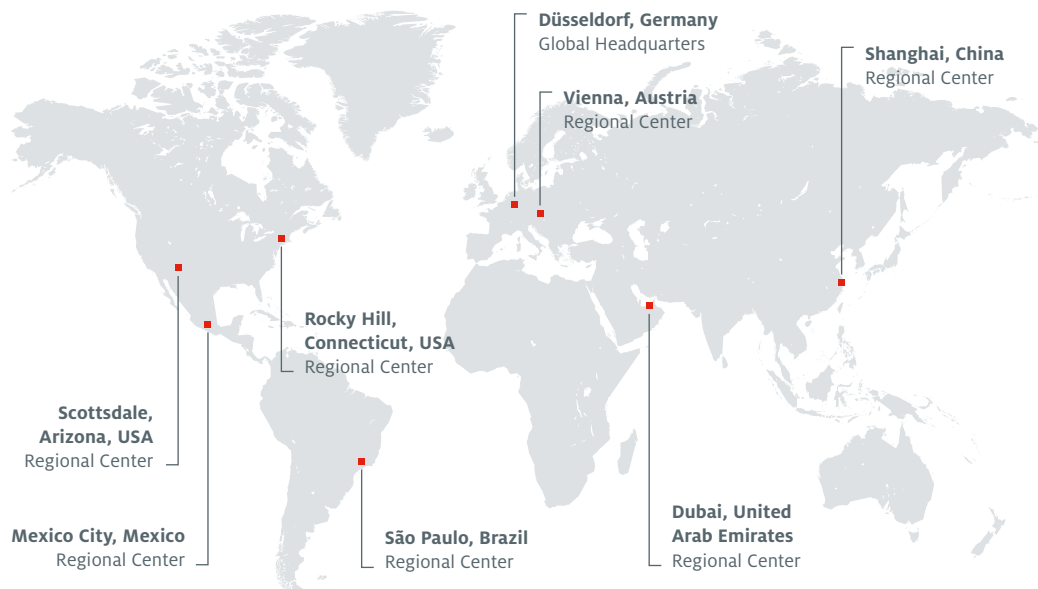 Düsseldorf, Germany
Global Headquarters
Shanghai, China
Regional Center
Vienna, Austria
Regional Center
Rocky Hill,
Connecticut, USA
Regional Center
Scottsdale,
Arizona, USA
Regional Center
Mexico City, Mexico
Regional Center
São Paulo, Brazil
Regional Center
Dubai, United
Arab Emirates
Regional Center